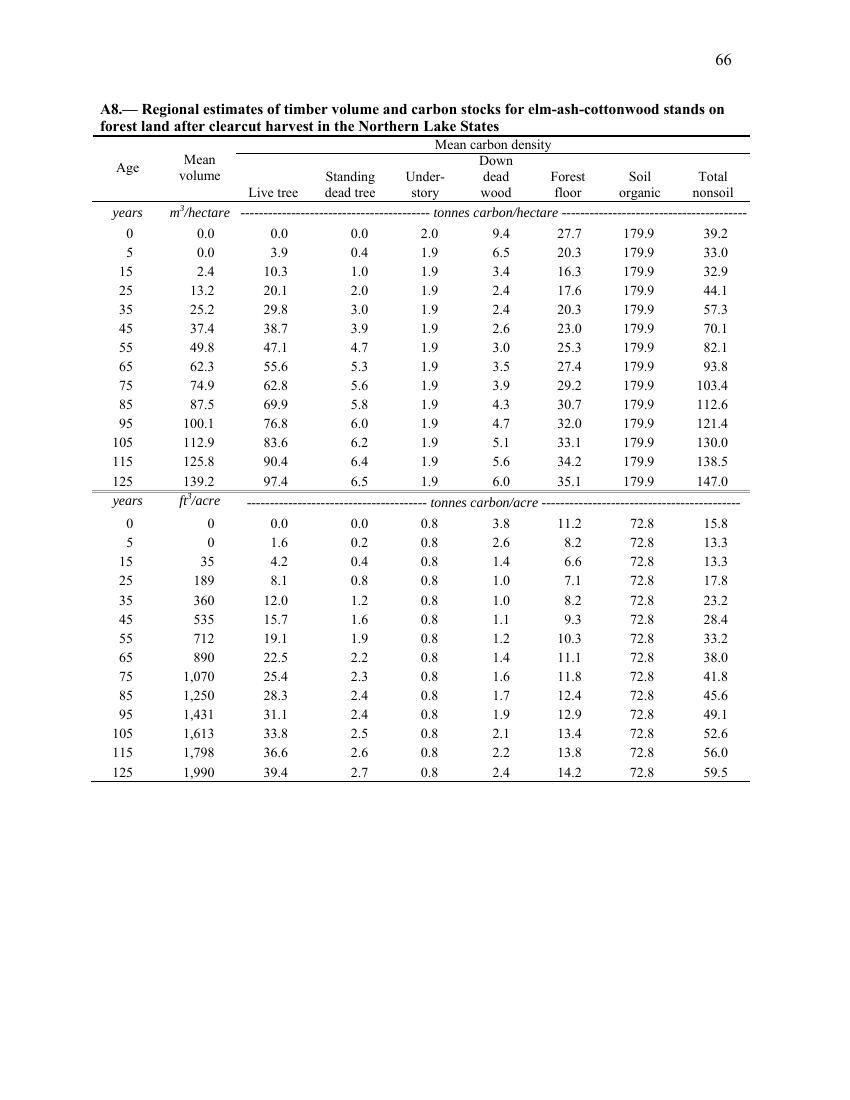 66
A8.— Regional estimates of timber volume and carbon stocks for elm-ash-cottonwood stands on
forest land after clearcut harvest in the Northern Lake States
Mean carbon density
Age Mean volume Live tree Standing dead tree Under-story Down dead wood Forest floor Soil organic Total nonsoil
years m³/hectare ----------------------------------------- tonnes carbon/hectare ----------------------------------------
0 0.0 0.0 0.0 2.0 9.4 27.7 179.9 39.2
5 0.0 3.9 0.4 1.9 6.5 20.3 179.9 33.0
15 2.4 10.3 1.0 1.9 3.4 16.3 179.9 32.9
25 13.2 20.1 2.0 1.9 2.4 17.6 179.9 44.1
35 25.2 29.8 3.0 1.9 2.4 20.3 179.9 57.3
45 37.4 38.7 3.9 1.9 2.6 23.0 179.9 70.1
55 49.8 47.1 4.7 1.9 3.0 25.3 179.9 82.1
65 62.3 55.6 5.3 1.9 3.5 27.4 179.9 93.8
75 74.9 62.8 5.6 1.9 3.9 29.2 179.9 103.4
85 87.5 69.9 5.8 1.9 4.3 30.7 179.9 112.6
95 100.1 76.8 6.0 1.9 4.7 32.0 179.9 121.4
105 112.9 83.6 6.2 1.9 5.1 33.1 179.9 130.0
115 125.8 90.4 6.4 1.9 5.6 34.2 179.9 138.5
125 139.2 97.4 6.5 1.9 6.0 35.1 179.9 147.0
years ft³/acre --------------------------------------- tonnes carbon/acre -------------------------------------------
0 0 0.0 0.0 0.8 3.8 11.2 72.8 15.8
5 0 1.6 0.2 0.8 2.6 8.2 72.8 13.3
15 35 4.2 0.4 0.8 1.4 6.6 72.8 13.3
25 189 8.1 0.8 0.8 1.0 7.1 72.8 17.8
35 360 12.0 1.2 0.8 1.0 8.2 72.8 23.2
45 535 15.7 1.6 0.8 1.1 9.3 72.8 28.4
55 712 19.1 1.9 0.8 1.2 10.3 72.8 33.2
65 890 22.5 2.2 0.8 1.4 11.1 72.8 38.0
75 1,070 25.4 2.3 0.8 1.6 11.8 72.8 41.8
85 1,250 28.3 2.4 0.8 1.7 12.4 72.8 45.6
95 1,431 31.1 2.4 0.8 1.9 12.9 72.8 49.1
105 1,613 33.8 2.5 0.8 2.1 13.4 72.8 52.6
115 1,798 36.6 2.6 0.8 2.2 13.8 72.8 56.0
125 1,990 39.4 2.7 0.8 2.4 14.2 72.8 59.5